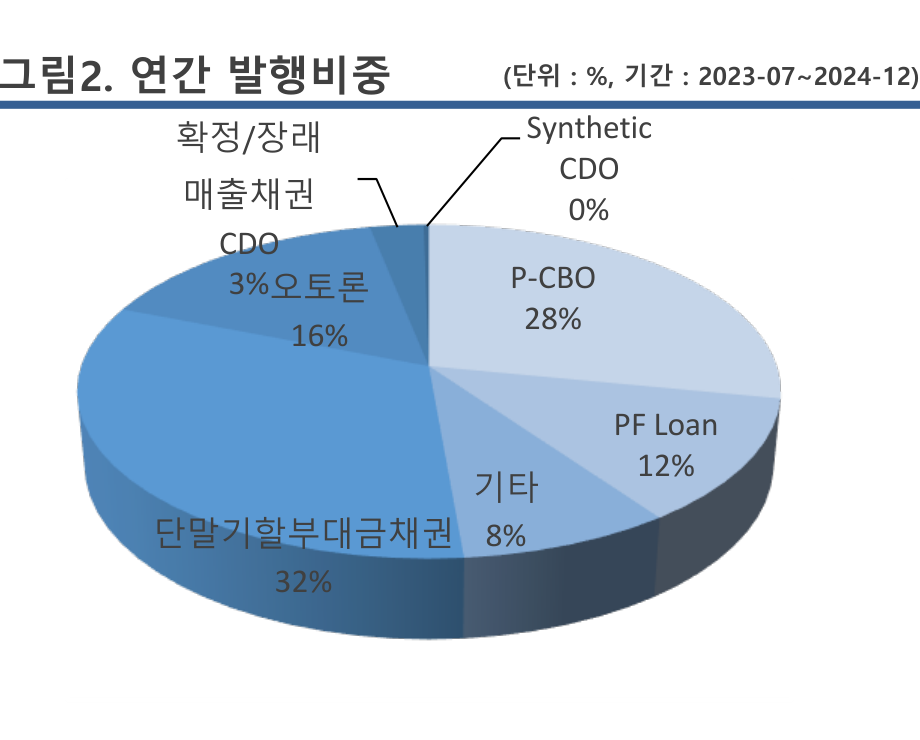 그림2. 연간 발행비중
(단위 : %, 기간 : 2023-07~2024-12)
확정/장래
매출채권
CDO
3%
Synthetic
CDO
0%
P-CBO
28%
오토론
16%
PF Loan
12%
기타
8%
단말기할부대금채권
32%